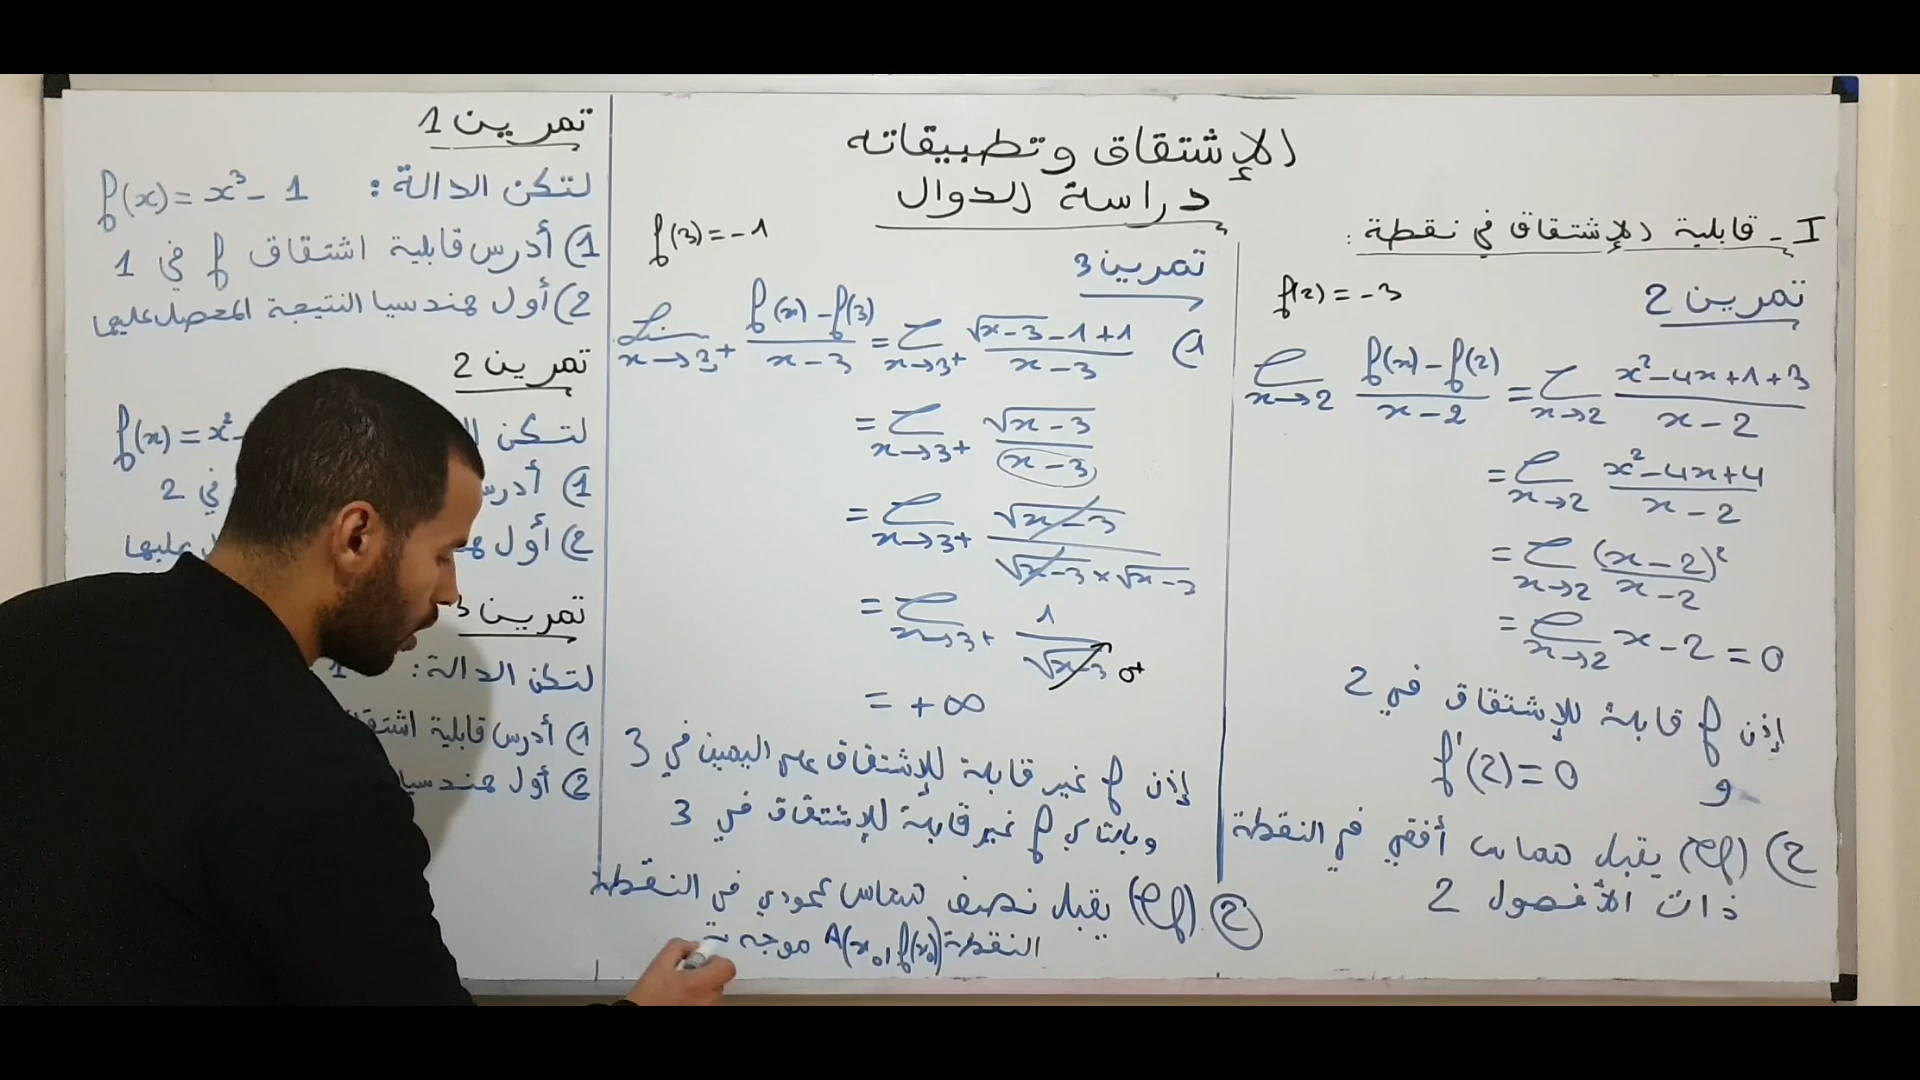 الإشتقاق وتطبيقاته
دراسة الدوال
I - قابلية الإشتقاق في نقطة :
تمرين 2
f(2) = -3
lim x→2 (f(x) - f(2))/(x - 2) = lim x→2 (x² - 4x + 1 + 3)/(x - 2)
= lim x→2 (x² - 4x + 4)/(x - 2)
= lim x→2 (x - 2)²/(x - 2)
= lim x→2 x - 2 = 0
إذن f قابلة للإشتقاق في 2
و f'(2) = 0
2) (Cf) يقبل مماس أفقي في النقطة
ذات الأفصول 2
f(3) = -1
تمرين 3
1) lim x→3+ (f(x) - f(3))/(x - 3) = lim x→3+ (√(x-3) - 1 + 1)/(x - 3)
= lim x→3+ √(x-3)/(x - 3)
= lim x→3+ √(x-3)/(√(x-3) × √(x-3))
= lim x→3+ 1/√(x-3) 0+
= +∞
إذن f غير قابلة للإشتقاق على اليمين في 3
وبالتالي f غير قابلة للإشتقاق في 3
2) (Cf) يقبل نصف مماس عمودي في النقطة
النقطة A(x0, f(x0)) موجه
تمرين 1
لتكن الدالة : f(x) = x³ - 1
1) أدرس قابلية اشتقاق f في 1
2) أول هندسيا النتيجة المحصل عليها
تمرين 2
لتكن f(x) = x² -
1) أدرس في 2
2) أول عليها
تمرين 3
لتكن الدالة : 1
1) أدرس قابلية
2) أول هندسيا